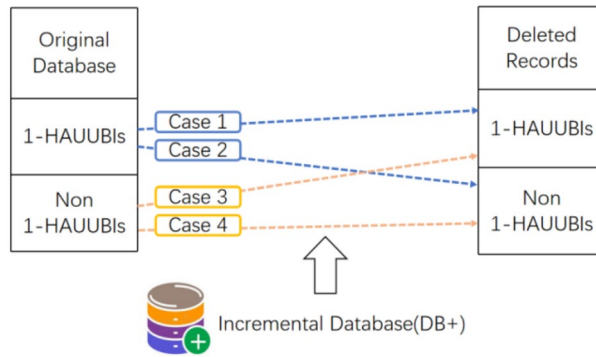 Original
Database
1-HAUUBIs
Non
1-HAUUBIs
Case 1
Case 2
Case 3
Case 4
Deleted
Records
1-HAUUBIs
Non
1-HAUUBIs
Incremental Database(DB+)